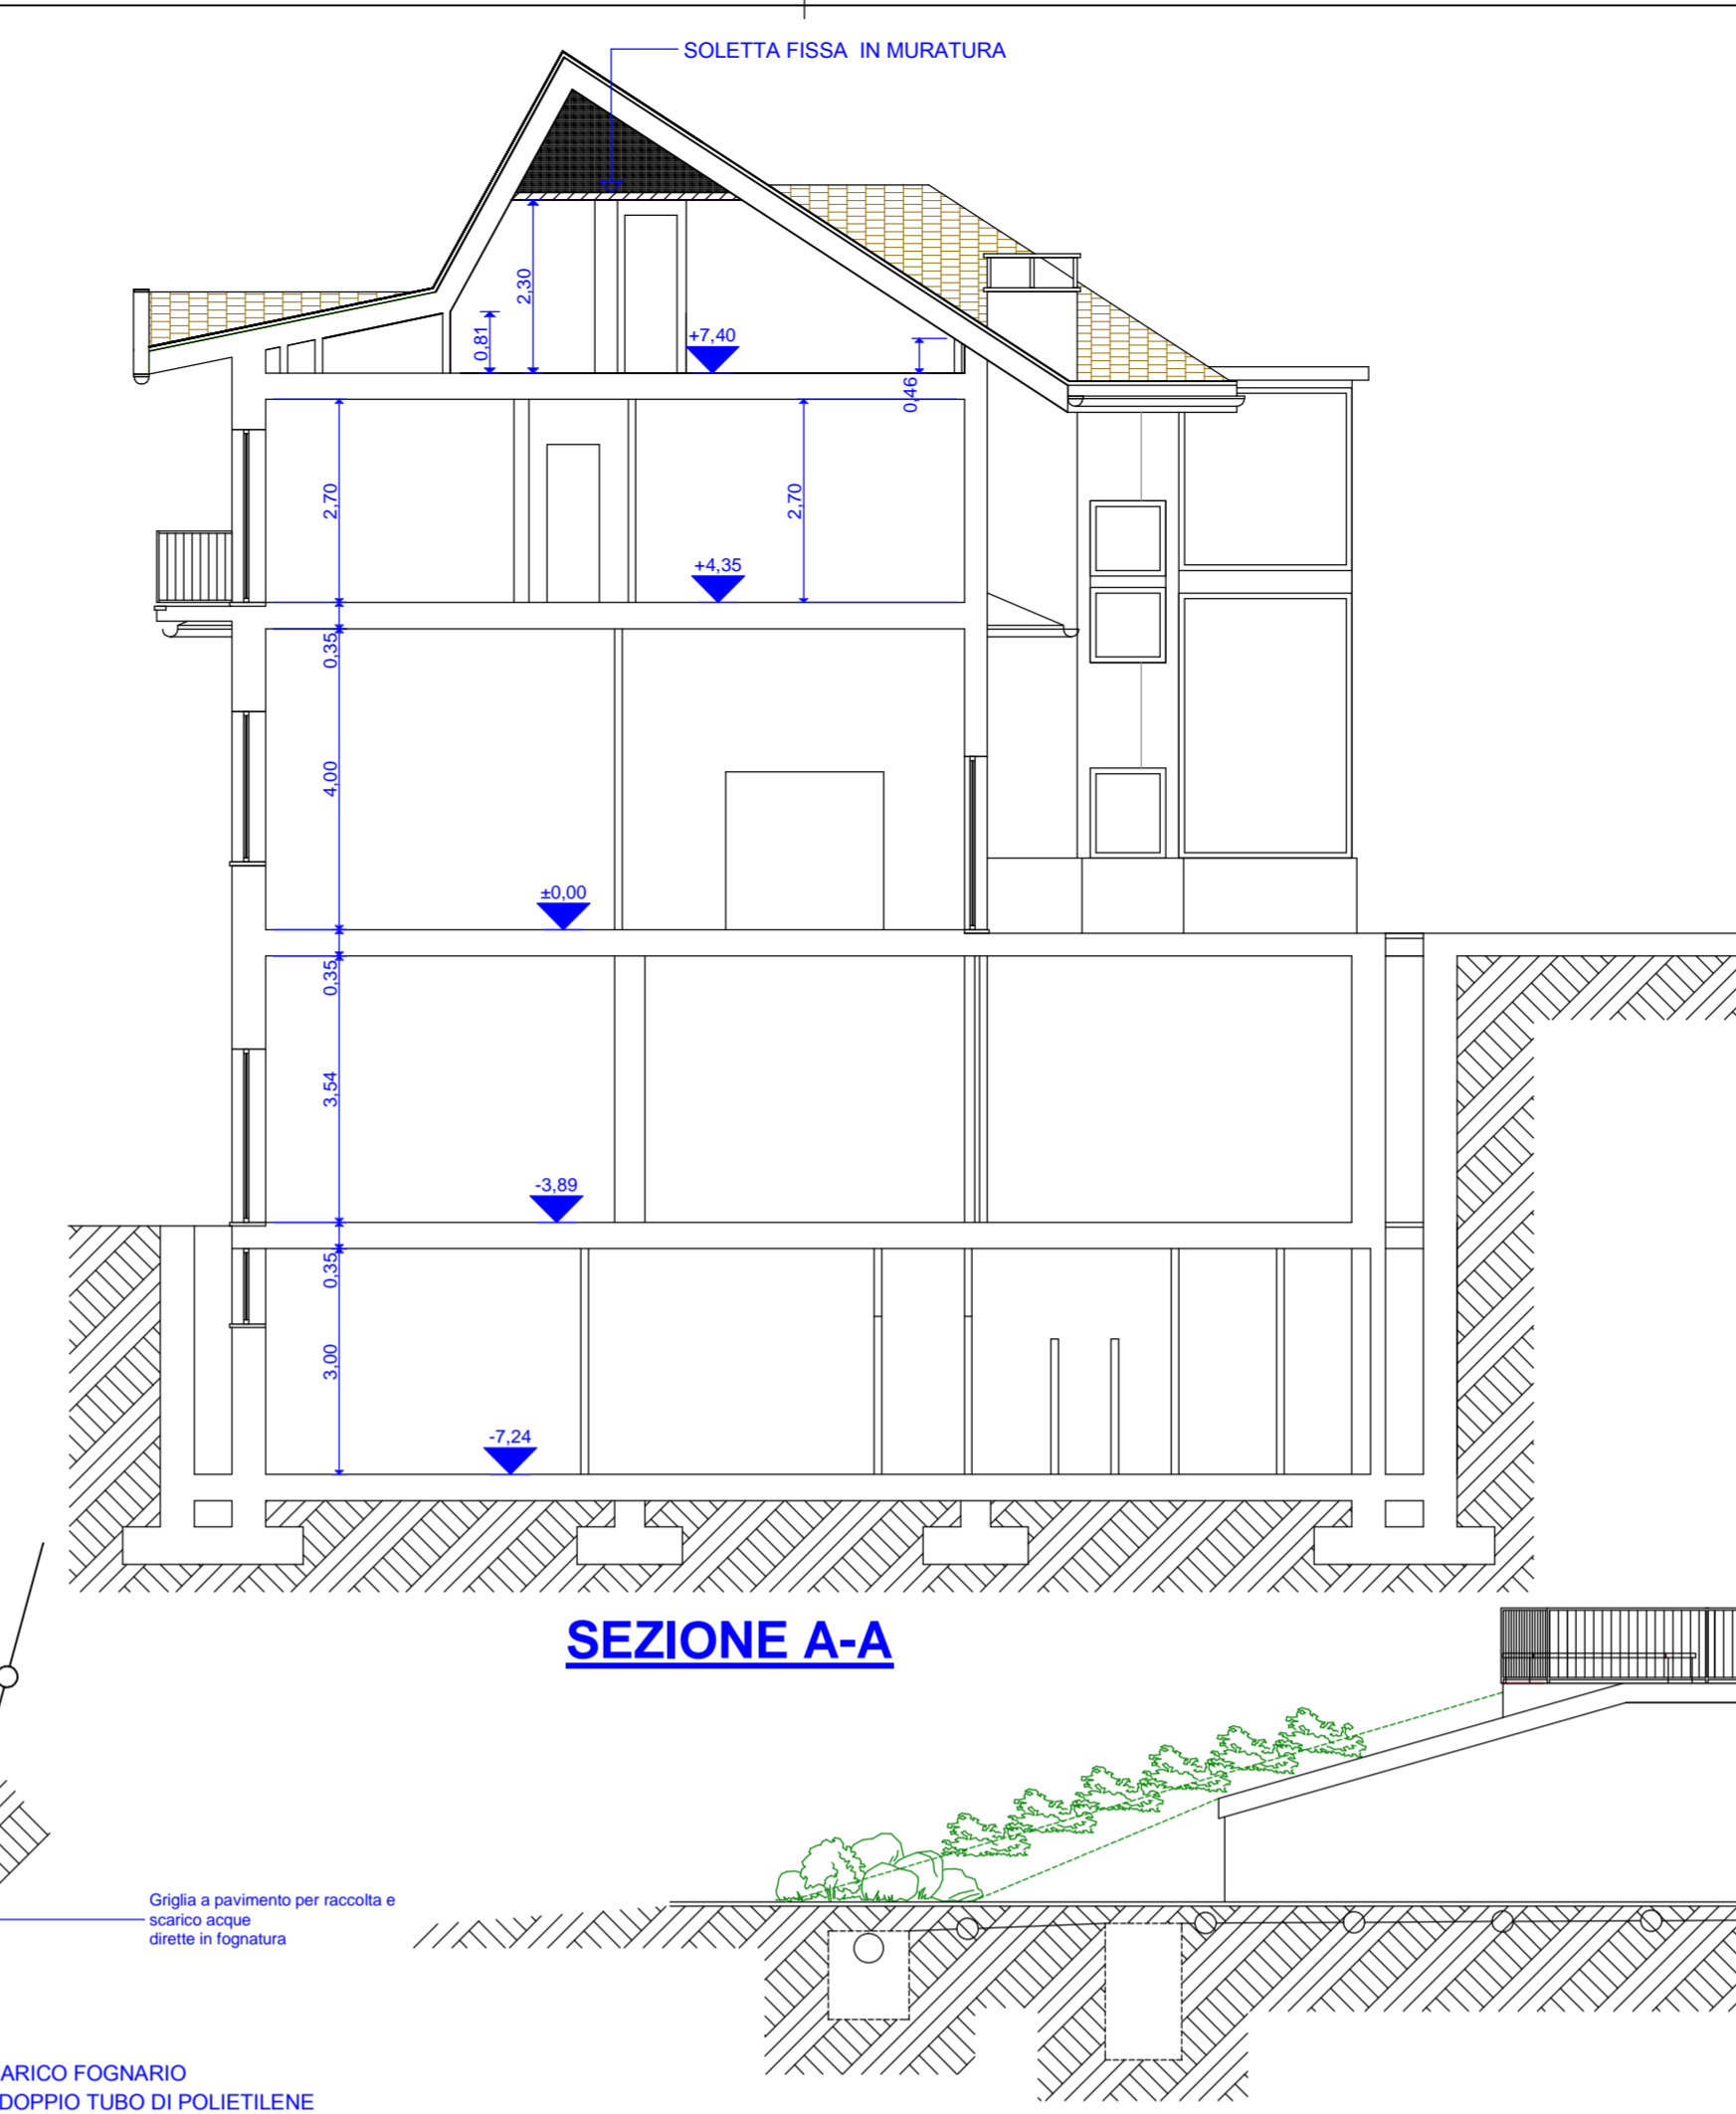 SOLETTA FISSA IN MURATURA
2,30
0,81
+7,40
0,46
2,70
2,70
+4,35
0,35
4,00
±0,00
0,35
3,54
-3,89
0,35
3,00
-7,24
SEZIONE A-A
Griglia a pavimento per raccolta e
scarico acque
dirette in fognatura
ARICO FOGNARIO
DOPPIO TUBO DI POLIETILENE